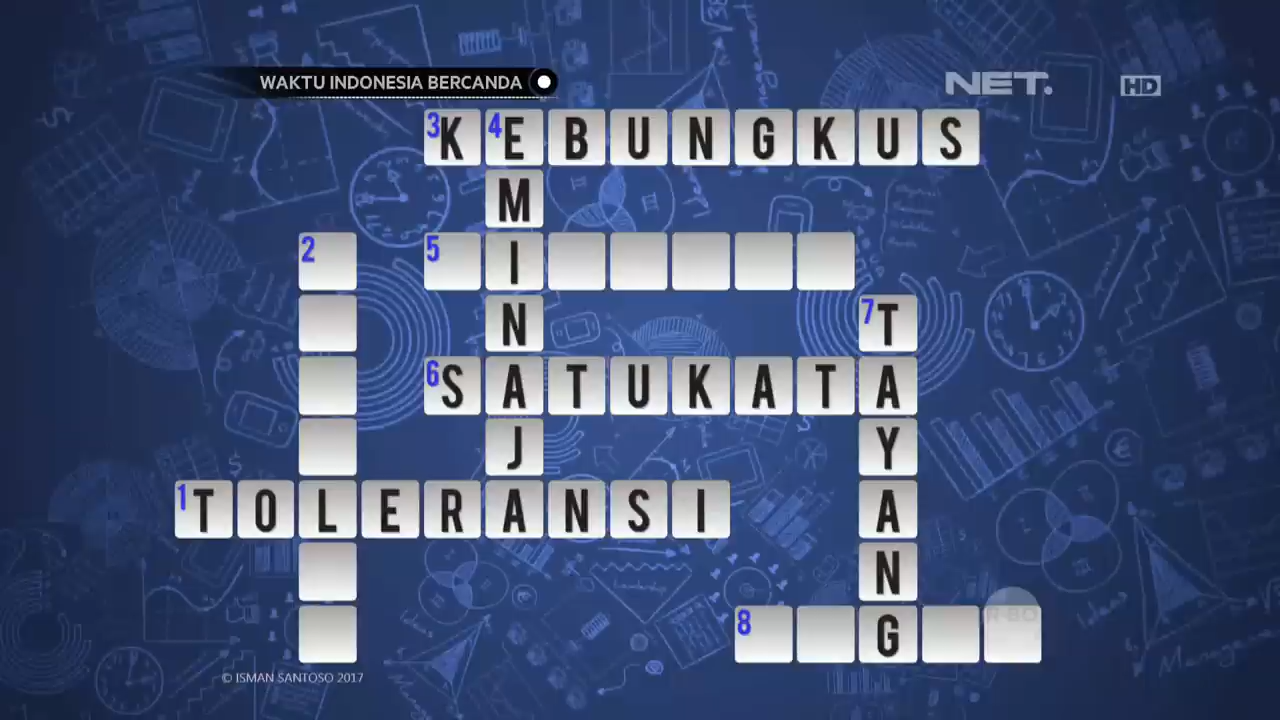 WAKTU INDONESIA BERCANDA
NET.
HD
3 K 4 E B U N G K U S
M
2
5 I
N
7 T
6 S A T U K A T A
J
Y
1 T O L E R A N S I
A
N
8 G
© ISMAN SANTOSO 2017